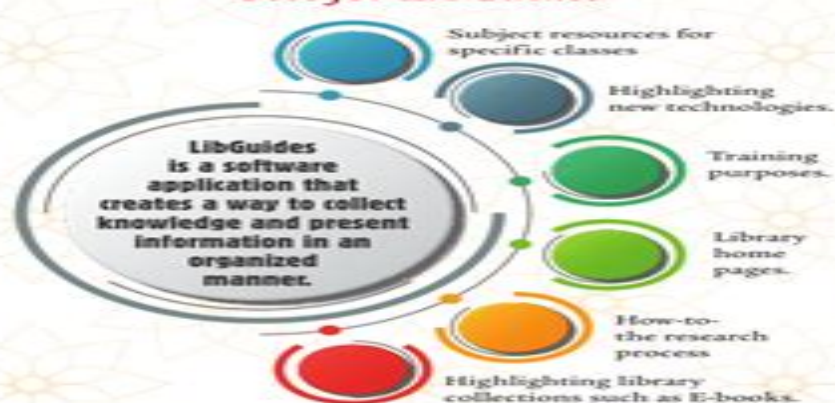 LibGuides
is a software
application that
creates a way to collect
knowledge and present
information in an
organized
manner.
Subject resources for
specific classes
Highlighting
new technologies.
Training
purposes.
Library
home
pages.
How-to-
the research
process
Highlighting library
collections such as E-books.